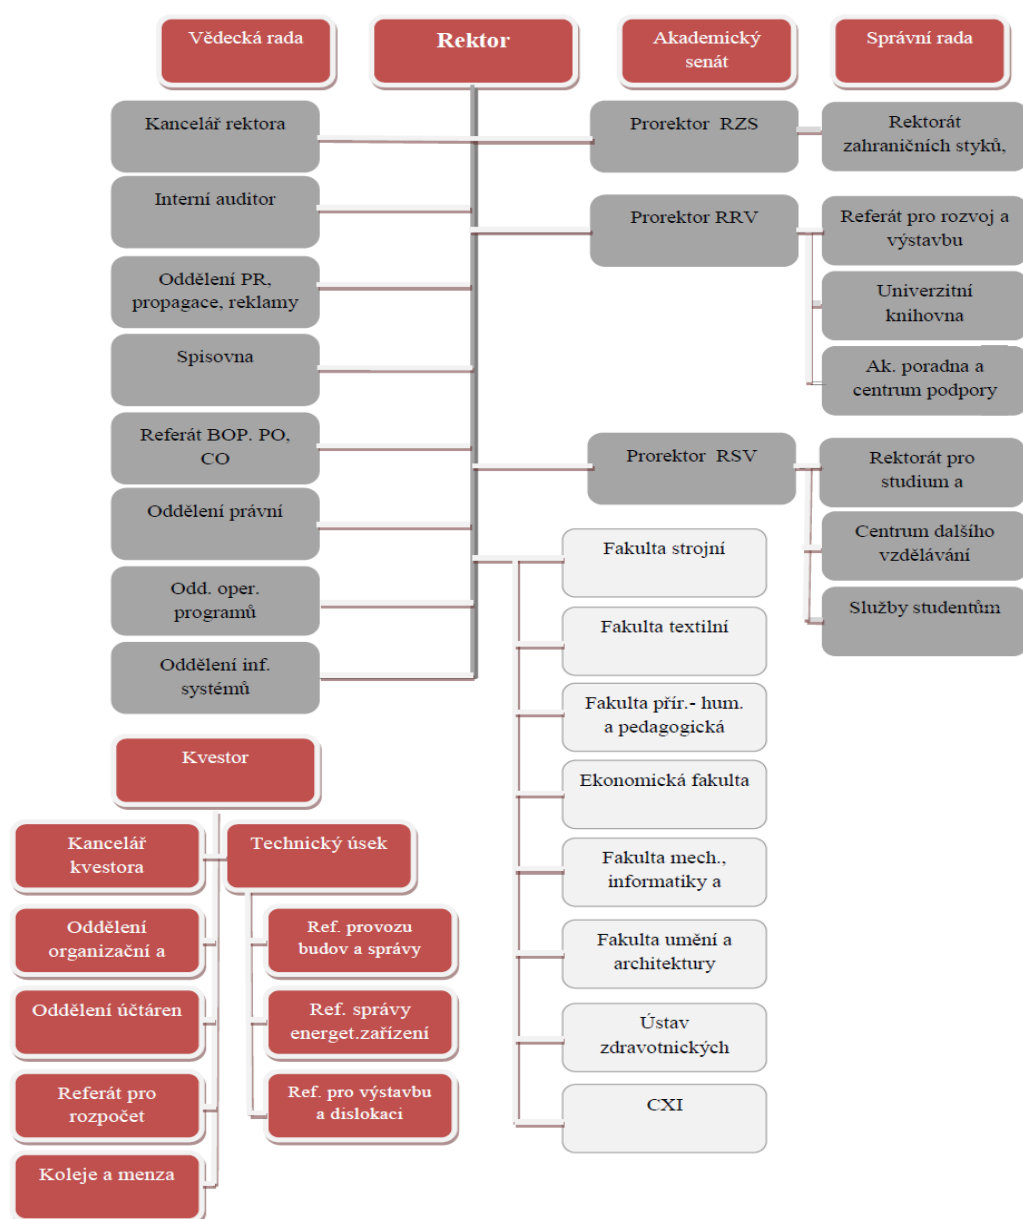 Vědecká rada
Rektor
Akademický
senát
Správní rada
Kancelář rektora
Prorektor RZS
Rektorát
zahraničních styků,
Interní auditor
Prorektor RRV
Referát pro rozvoj a
výstavbu
Oddělení PR,
propagace, reklamy
Univerzitní
knihovna
Spisovna
Ak. poradna a
centrum podpory
Referát BOP. PO,
CO
Prorektor RSV
Rektorát pro
studium a
Oddělení právní
Fakulta strojní
Centrum dalšího
vzdělávání
Odd. oper.
programů
Fakulta textilní
Služby studentům
Oddělení inf.
systémů
Fakulta přír.- hum.
a pedagogická
Kvestor
Ekonomická fakulta
Kancelář
kvestora
Technický úsek
Fakulta mech.,
informatiky a
Oddělení
organizační a
Ref. provozu
budov a správy
Fakulta umění a
architektury
Oddělení účtáren
Ref. správy
energet.zařízení
Ústav
zdravotnických
Referát pro
rozpočet
Ref. pro výstavbu
a dislokaci
CXI
Koleje a menza